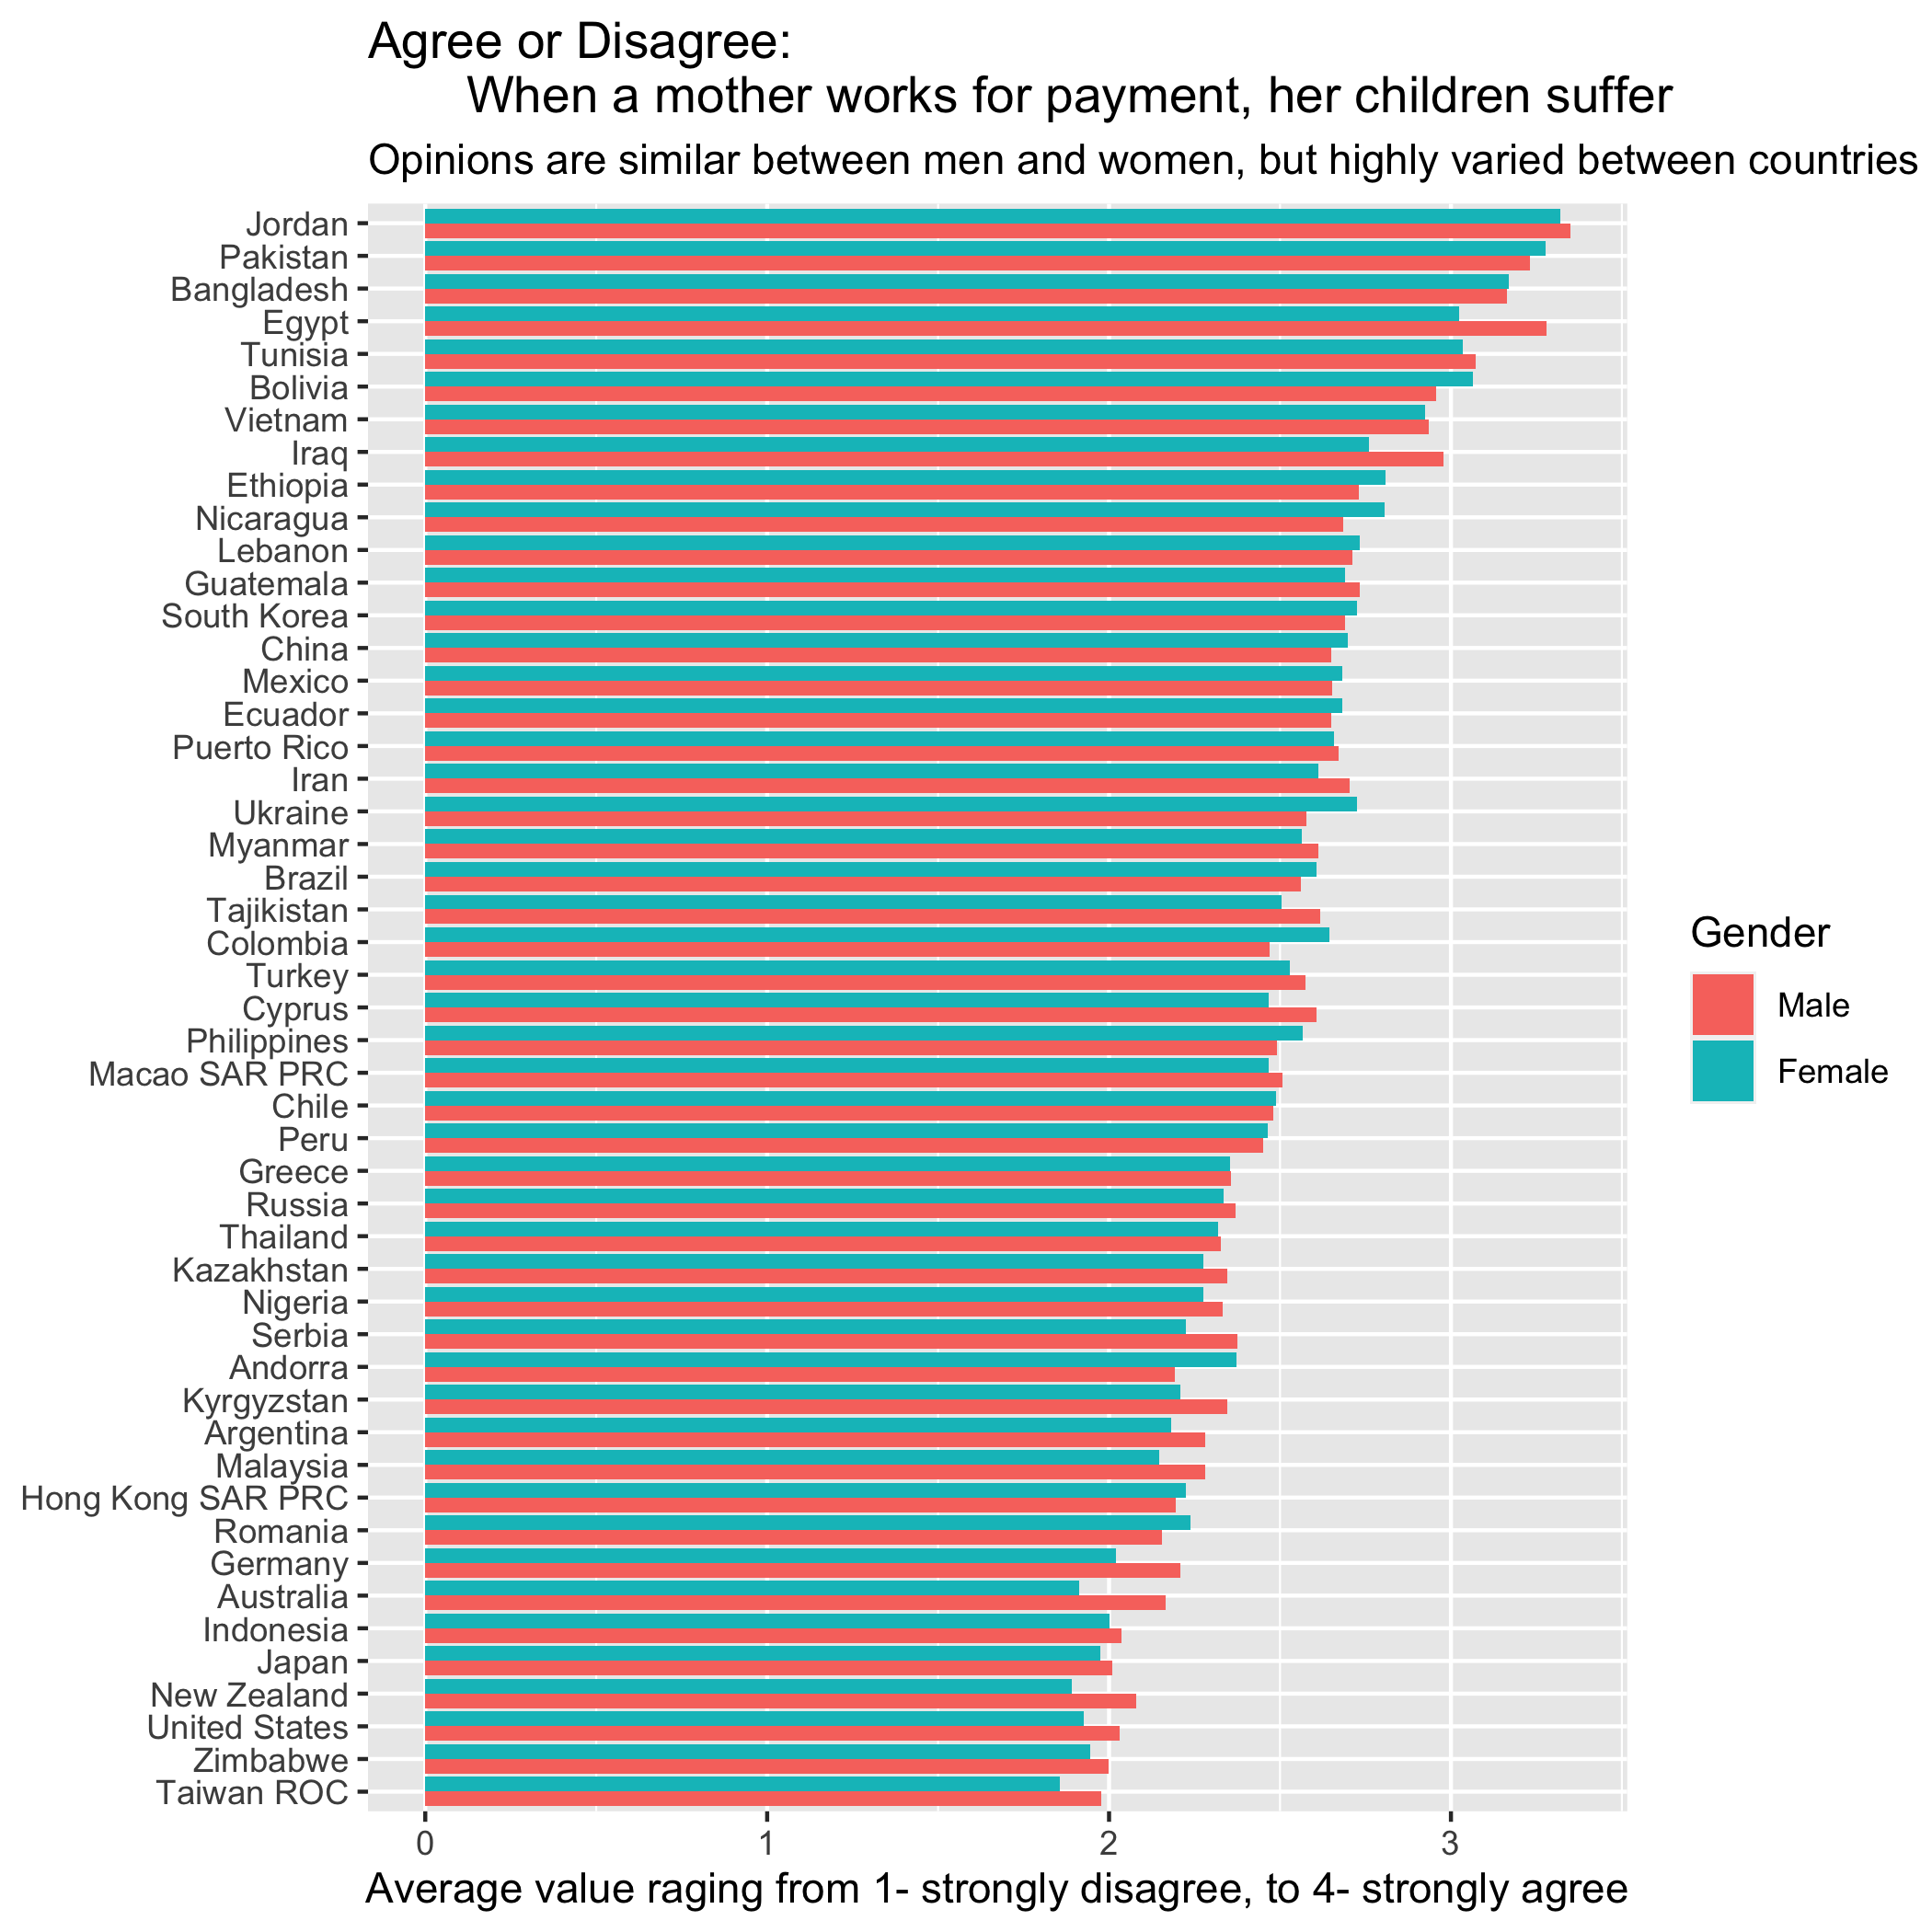 Agree or Disagree:
When a mother works for payment, her children suffer
Opinions are similar between men and women, but highly varied between countries
Jordan
Pakistan
Bangladesh
Egypt
Tunisia
Bolivia
Vietnam
Iraq
Ethiopia
Nicaragua
Lebanon
Guatemala
South Korea
China
Mexico
Ecuador
Puerto Rico
Iran
Ukraine
Myanmar
Brazil
Tajikistan
Colombia
Turkey
Cyprus
Philippines
Macao SAR PRC
Chile
Peru
Greece
Russia
Thailand
Kazakhstan
Nigeria
Serbia
Andorra
Kyrgyzstan
Argentina
Malaysia
Hong Kong SAR PRC
Romania
Germany
Australia
Indonesia
Japan
New Zealand
United States
Zimbabwe
Taiwan ROC
0 1 2 3
Average value raging from 1- strongly disagree, to 4- strongly agree
Gender
Male
Female